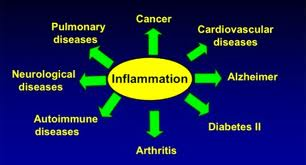 Cancer
Pulmonary
diseases
Cardiovascular
diseases
Neurological
diseases
Inflammation
Alzheimer
Autoimmune
diseases
Diabetes II
Arthritis